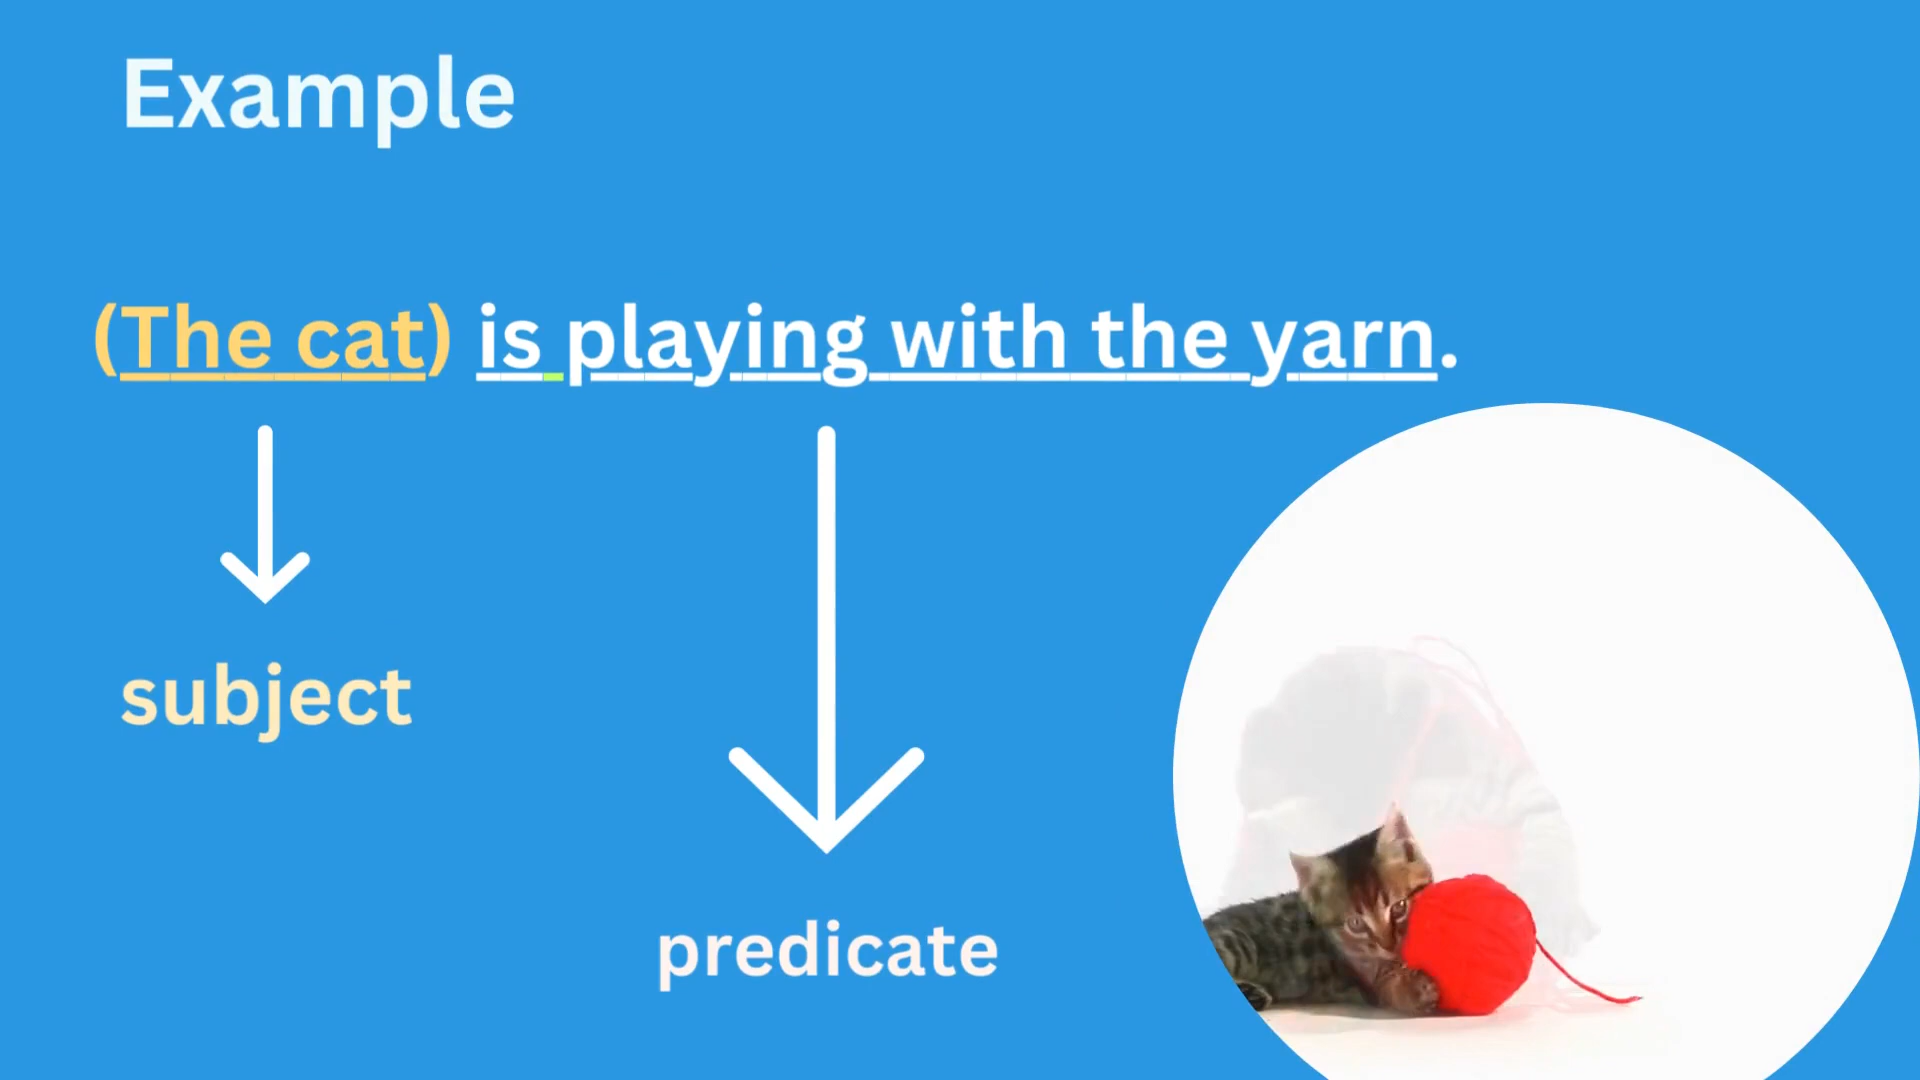 Example
(The cat) is playing with the yarn.
subject
predicate